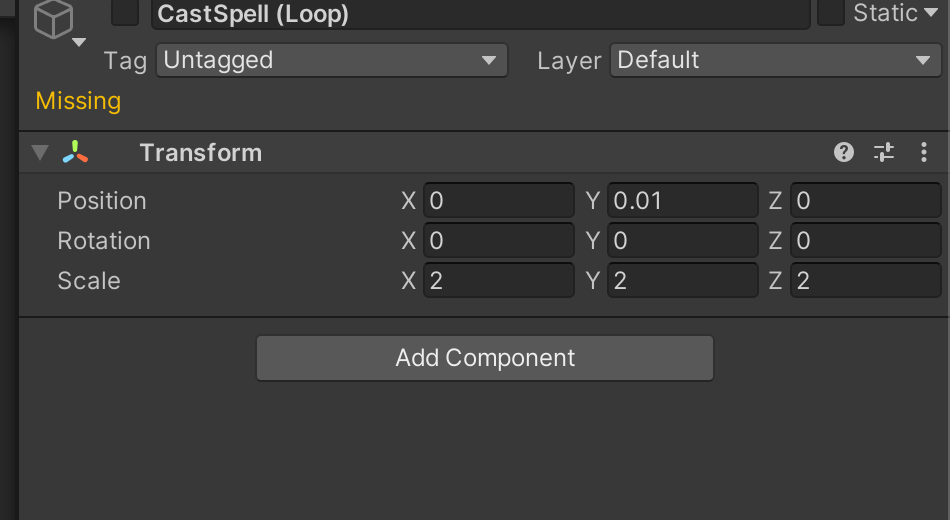 CastSpell (Loop) Static
Tag Untagged Layer Default
Missing
Transform
Position X 0 Y 0.01 Z 0
Rotation X 0 Y 0 Z 0
Scale X 2 Y 2 Z 2
Add Component